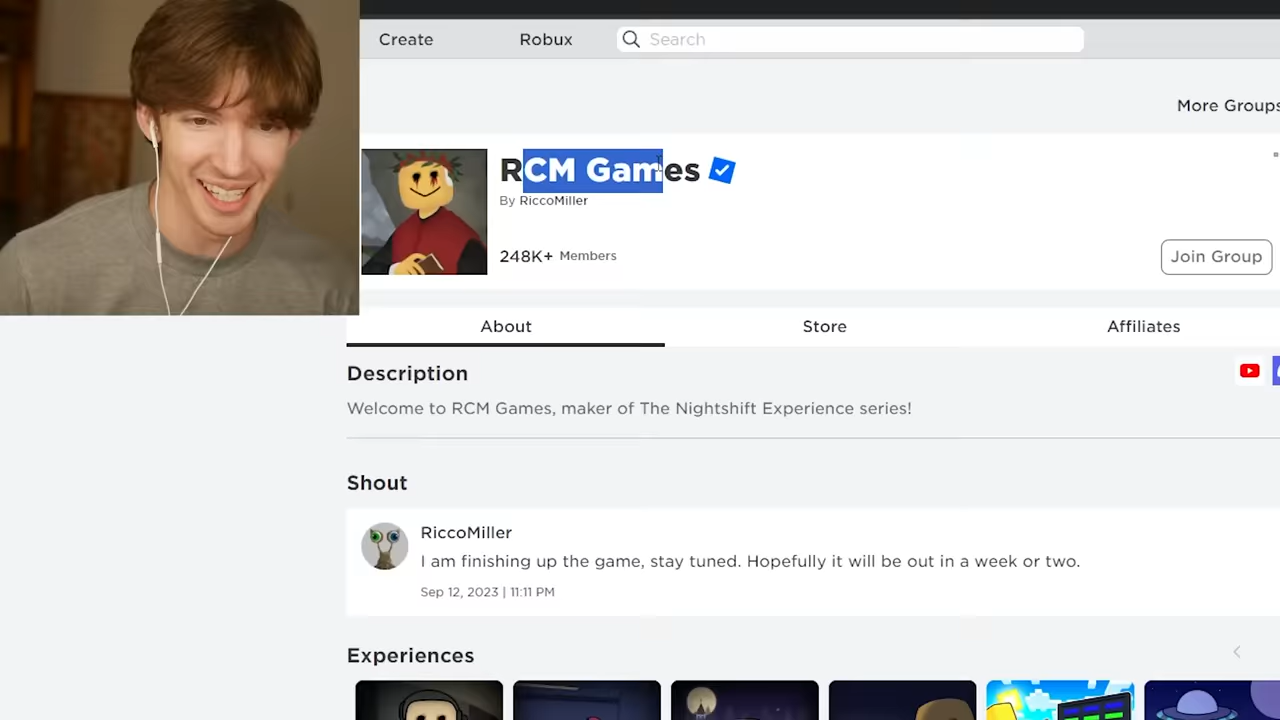 Create Robux Search
More Groups
RCM Games
By RiccoMiller
248K+ Members
Join Group
About Store Affiliates
Description
Welcome to RCM Games, maker of The Nightshift Experience series!
Shout
RiccoMiller
I am finishing up the game, stay tuned. Hopefully it will be out in a week or two.
Sep 12, 2023 | 11:11 PM
Experiences